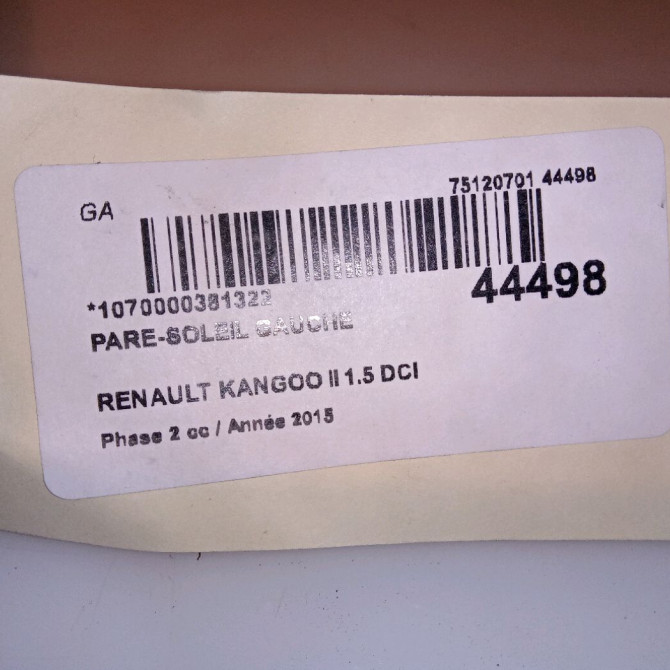 75120701 44498
GA
44498
*1070000381322
PARE-SOLEIL GAUCHE
RENAULT KANGOO II 1.5 DCI
Phase 2 cc / Année 2015